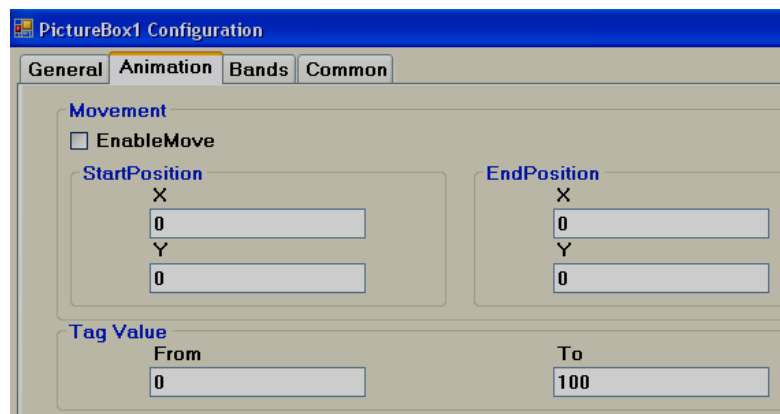 PictureBox1 Configuration
General Animation Bands Common
Movement
EnableMove
StartPosition EndPosition
X X
0 0
Y Y
0 0
Tag Value
From To
0 100